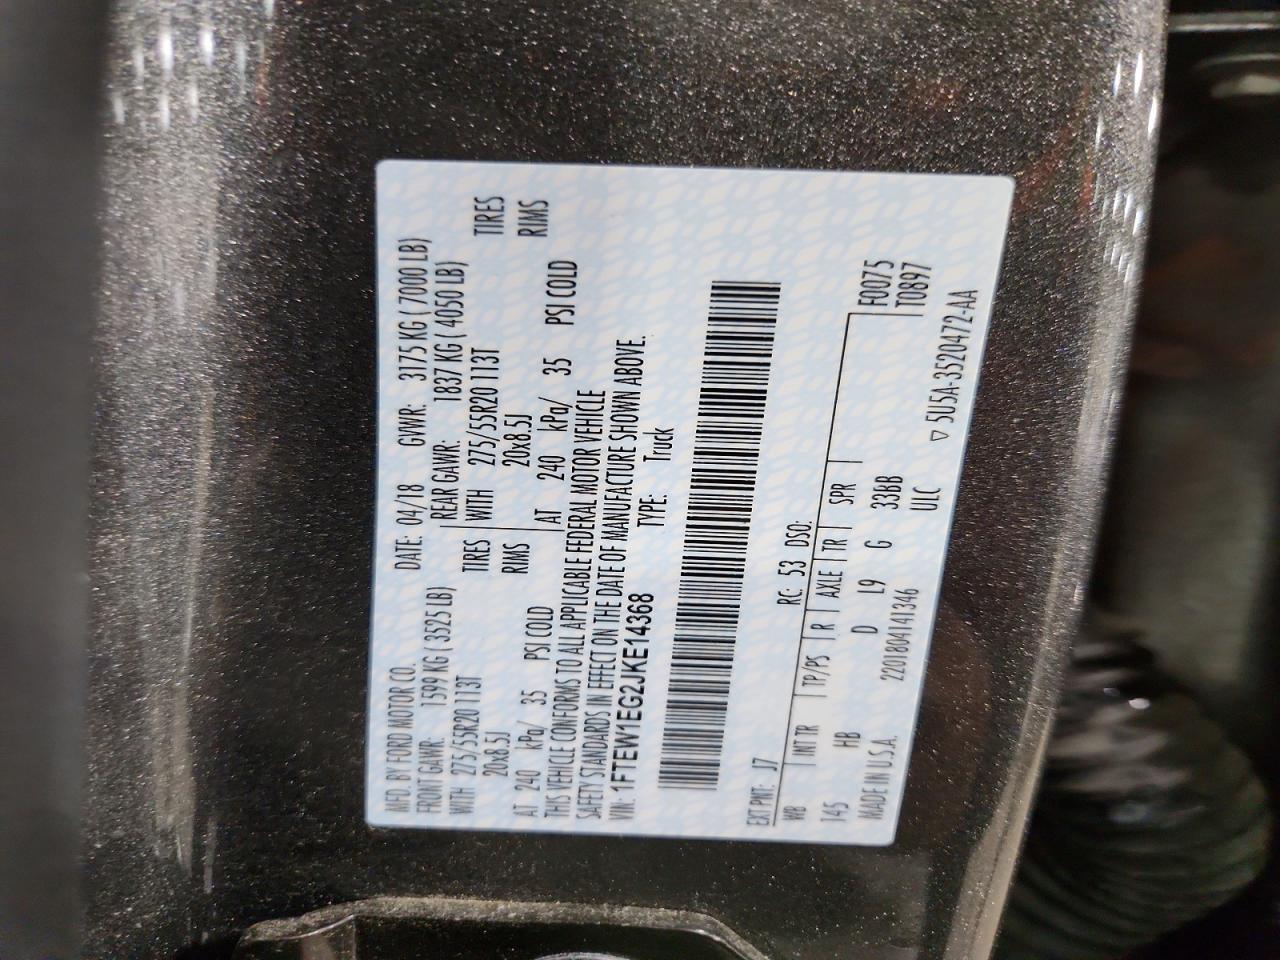 MFD. BY FORD MOTOR CO. DATE: 04/18 GVWR: 3175 KG ( 7000 LB)
FRONT GAWR: 1599 KG ( 3525 LB) REAR GAWR: 1837 KG ( 4050 LB)
WITH 275/55R20 113T TIRES WITH 275/55R20 113T TIRES
20x8.5J RIMS 20x8.5J RIMS
AT 240 kPa/ 35 PSI COLD AT 240 kPa/ 35 PSI COLD
THIS VEHICLE CONFORMS TO ALL APPLICABLE FEDERAL MOTOR VEHICLE
SAFETY STANDARDS IN EFFECT ON THE DATE OF MANUFACTURE SHOWN ABOVE.
VIN: 1FTEW1EG2JKE14368 TYPE: Truck
EXT PNT: J7 RC: 53 DSO:
WB INT TR TP/PS R AXLE TR SPR F0075
145 HB D L9 G 33BB T0897
MADE IN U.S.A. 2201804141346 ULC ▽ 5U5A-3520472-AA